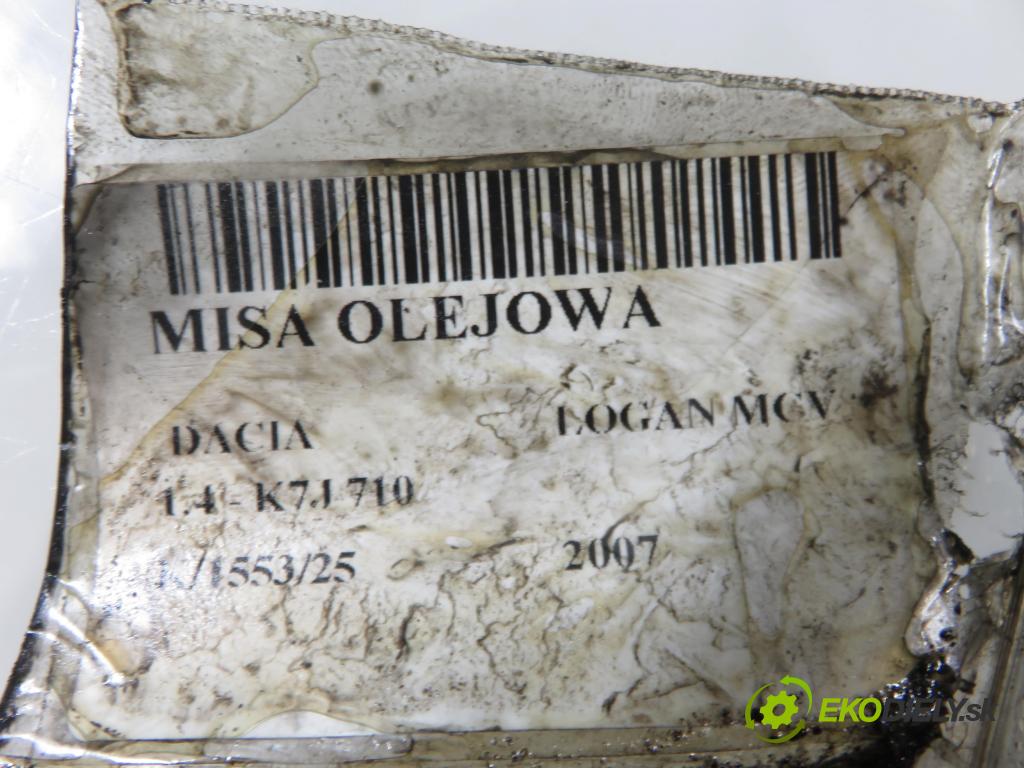 MISA OLEJOWA
DACIA LOGAN MCV
1.4 - K7J 710
/1553/25 2007
EKODIELY.sk